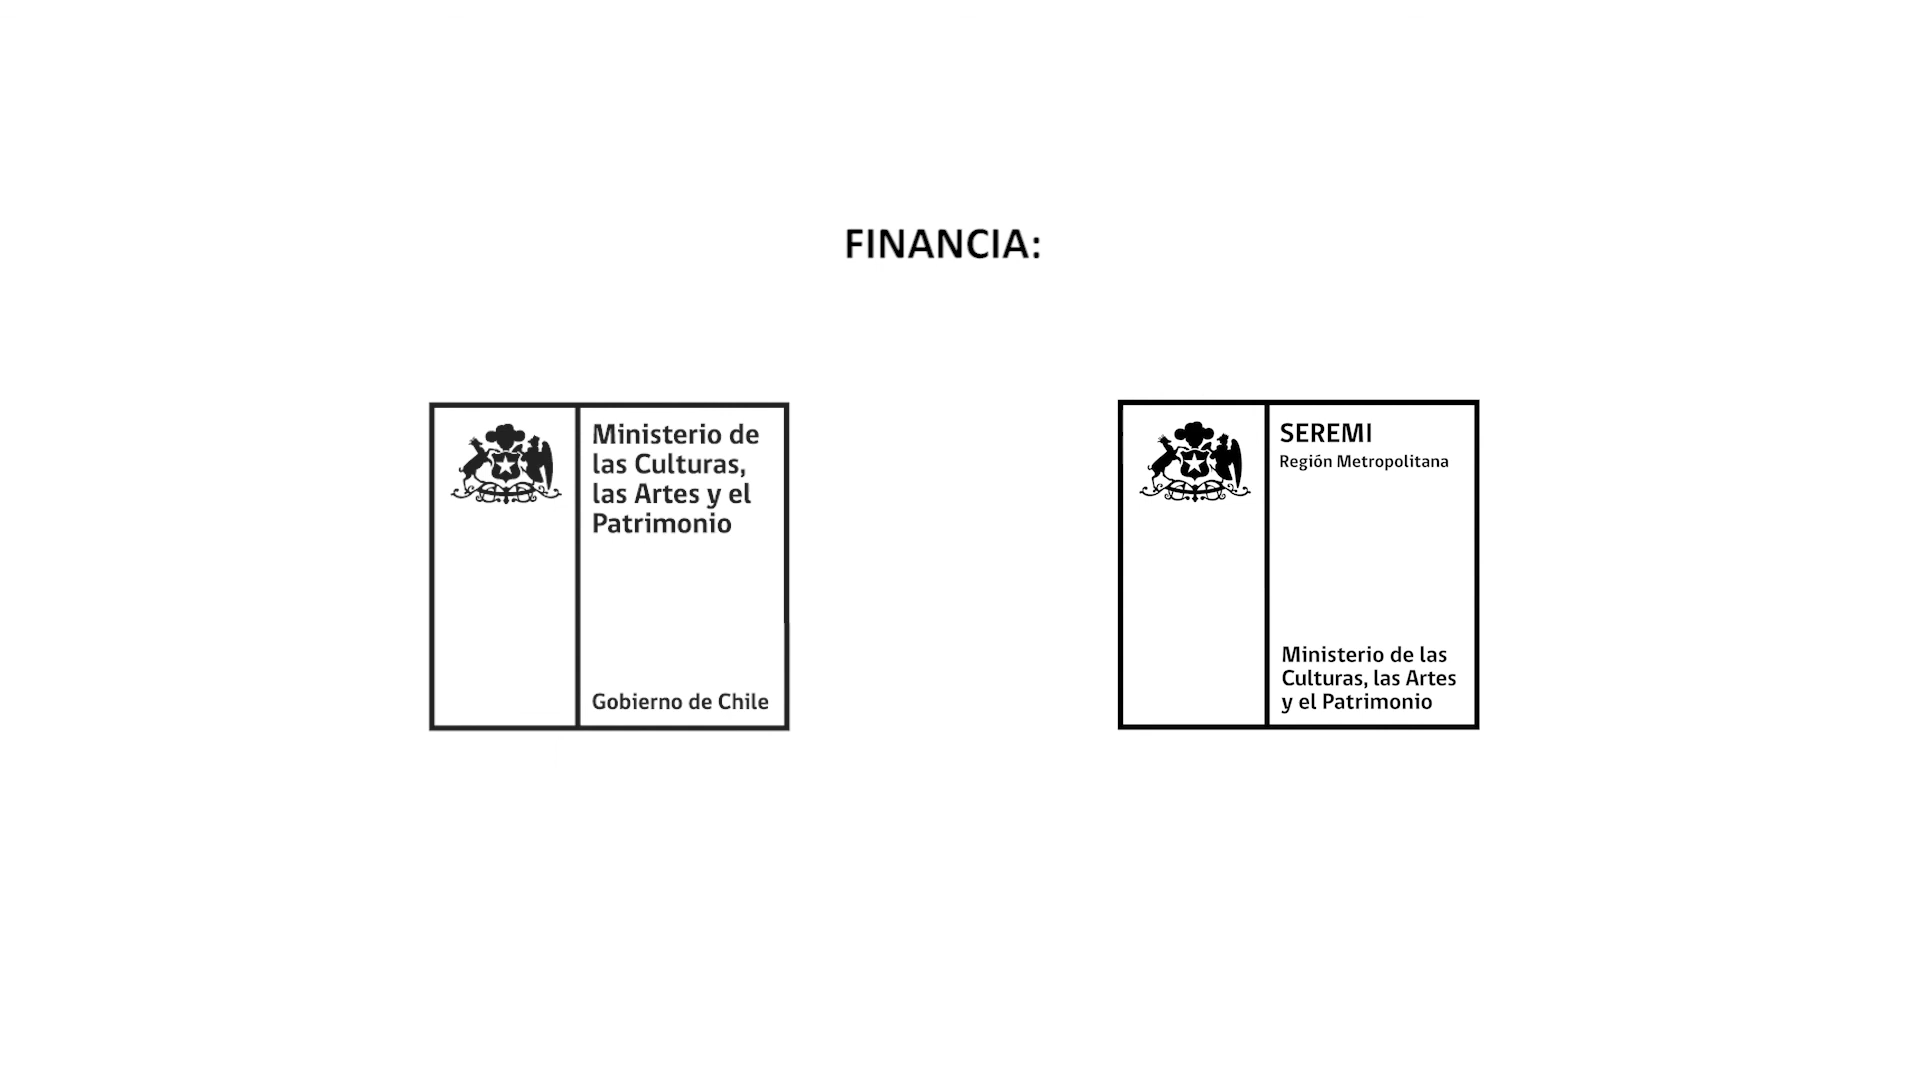 FINANCIA:
Ministerio de
las Culturas,
las Artes y el
Patrimonio
Gobierno de Chile
SEREMI
Región Metropolitana
Ministerio de las
Culturas, las Artes
y el Patrimonio